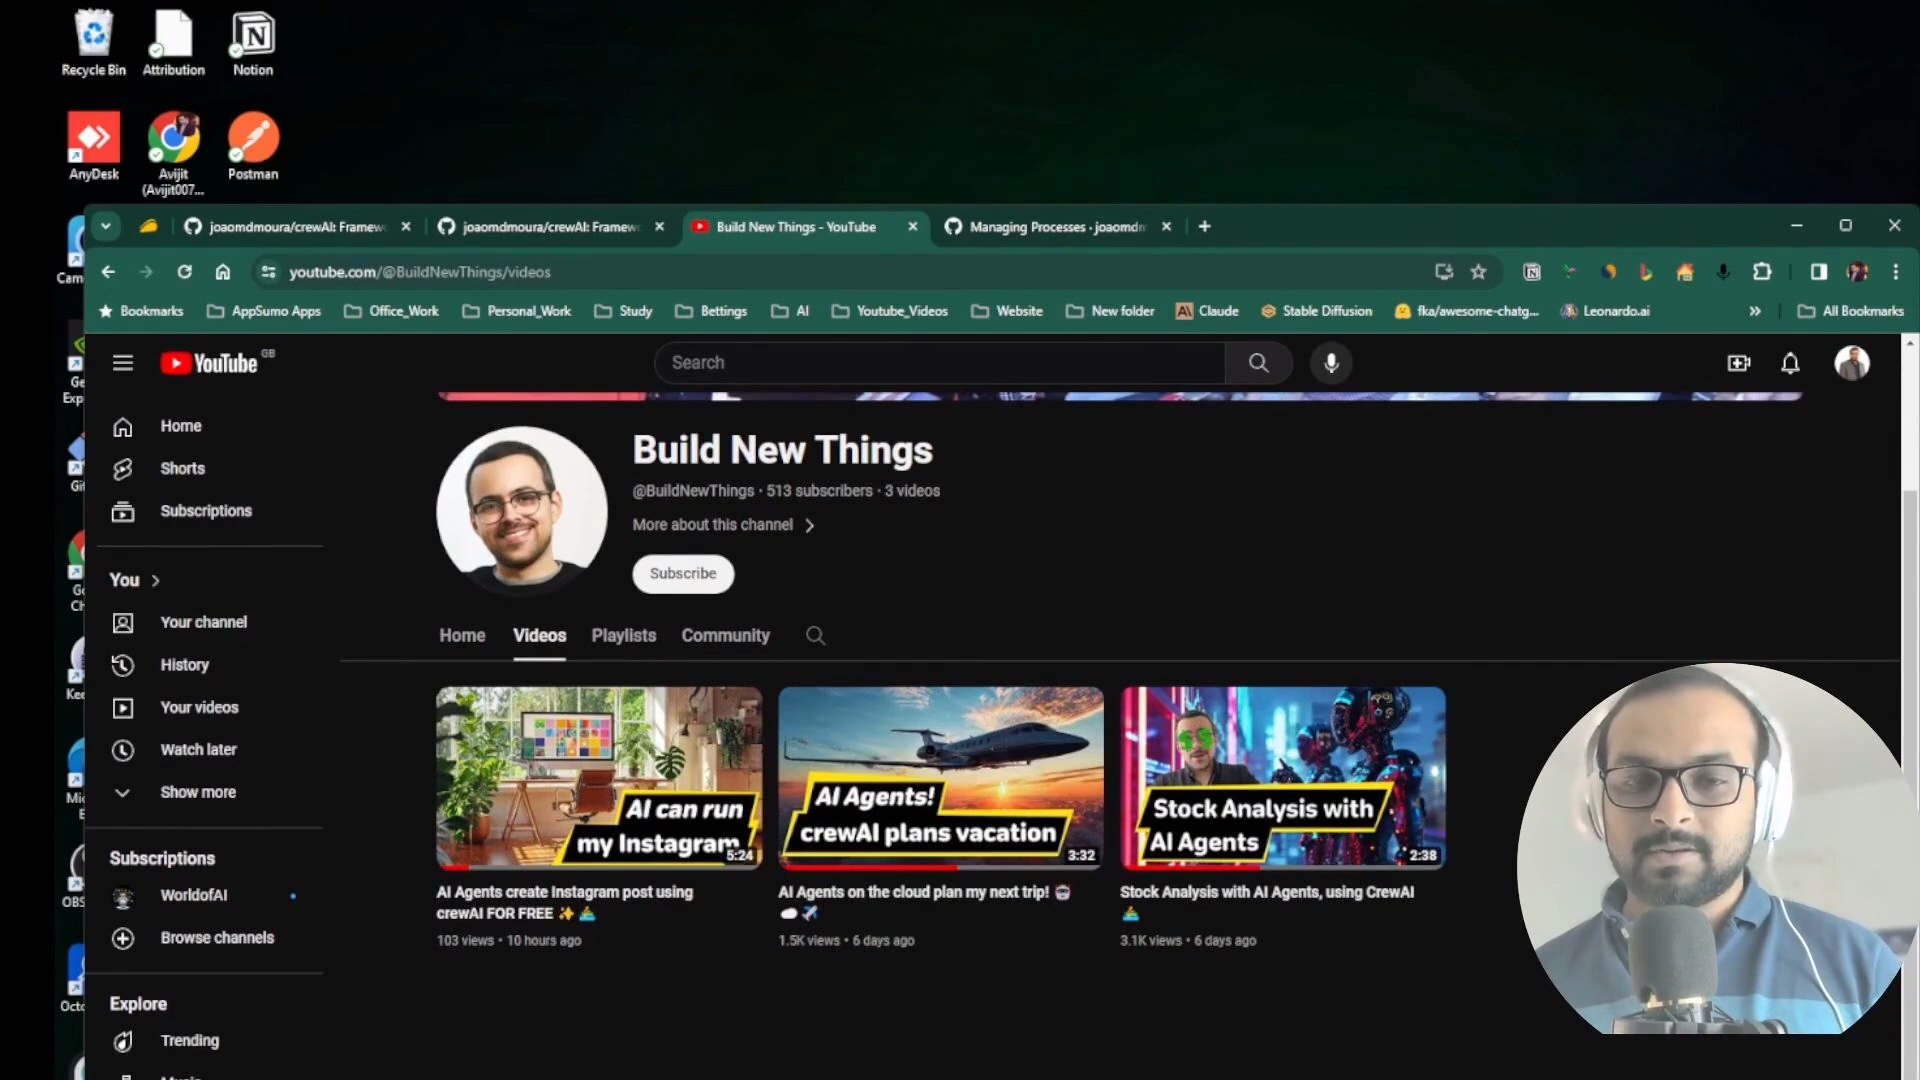 Recycle Bin
Attribution
Notion
AnyDesk
Avijit
(Avijit007...
Postman
joaomdmoura/crewAI: Framew
joaomdmoura/crewAI: Framew
Build New Things - YouTube
Managing Processes · joaomdm
youtube.com/@BuildNewThings/videos
Bookmarks
AppSumo Apps
Office_Work
Personal_Work
Study
Bettings
AI
Youtube_Videos
Website
New folder
Claude
Stable Diffusion
fka/awesome-chatg...
Leonardo.ai
All Bookmarks
YouTube GB
Search
Home
Shorts
Subscriptions
You
Your channel
History
Your videos
Watch later
Show more
Subscriptions
WorldofAI
Browse channels
Explore
Trending
Build New Things
@BuildNewThings · 513 subscribers · 3 videos
More about this channel
Subscribe
Home
Videos
Playlists
Community
AI can run
my Instagram
5:24
AI Agents create Instagram post using
crewAI FOR FREE ✨ 🚣
103 views · 10 hours ago
AI Agents!
crewAI plans vacation
3:32
AI Agents on the cloud plan my next trip!
☁️ ✈️
1.5K views · 6 days ago
Stock Analysis with
AI Agents
2:38
Stock Analysis with AI Agents, using CrewAI
🚣
3.1K views · 6 days ago